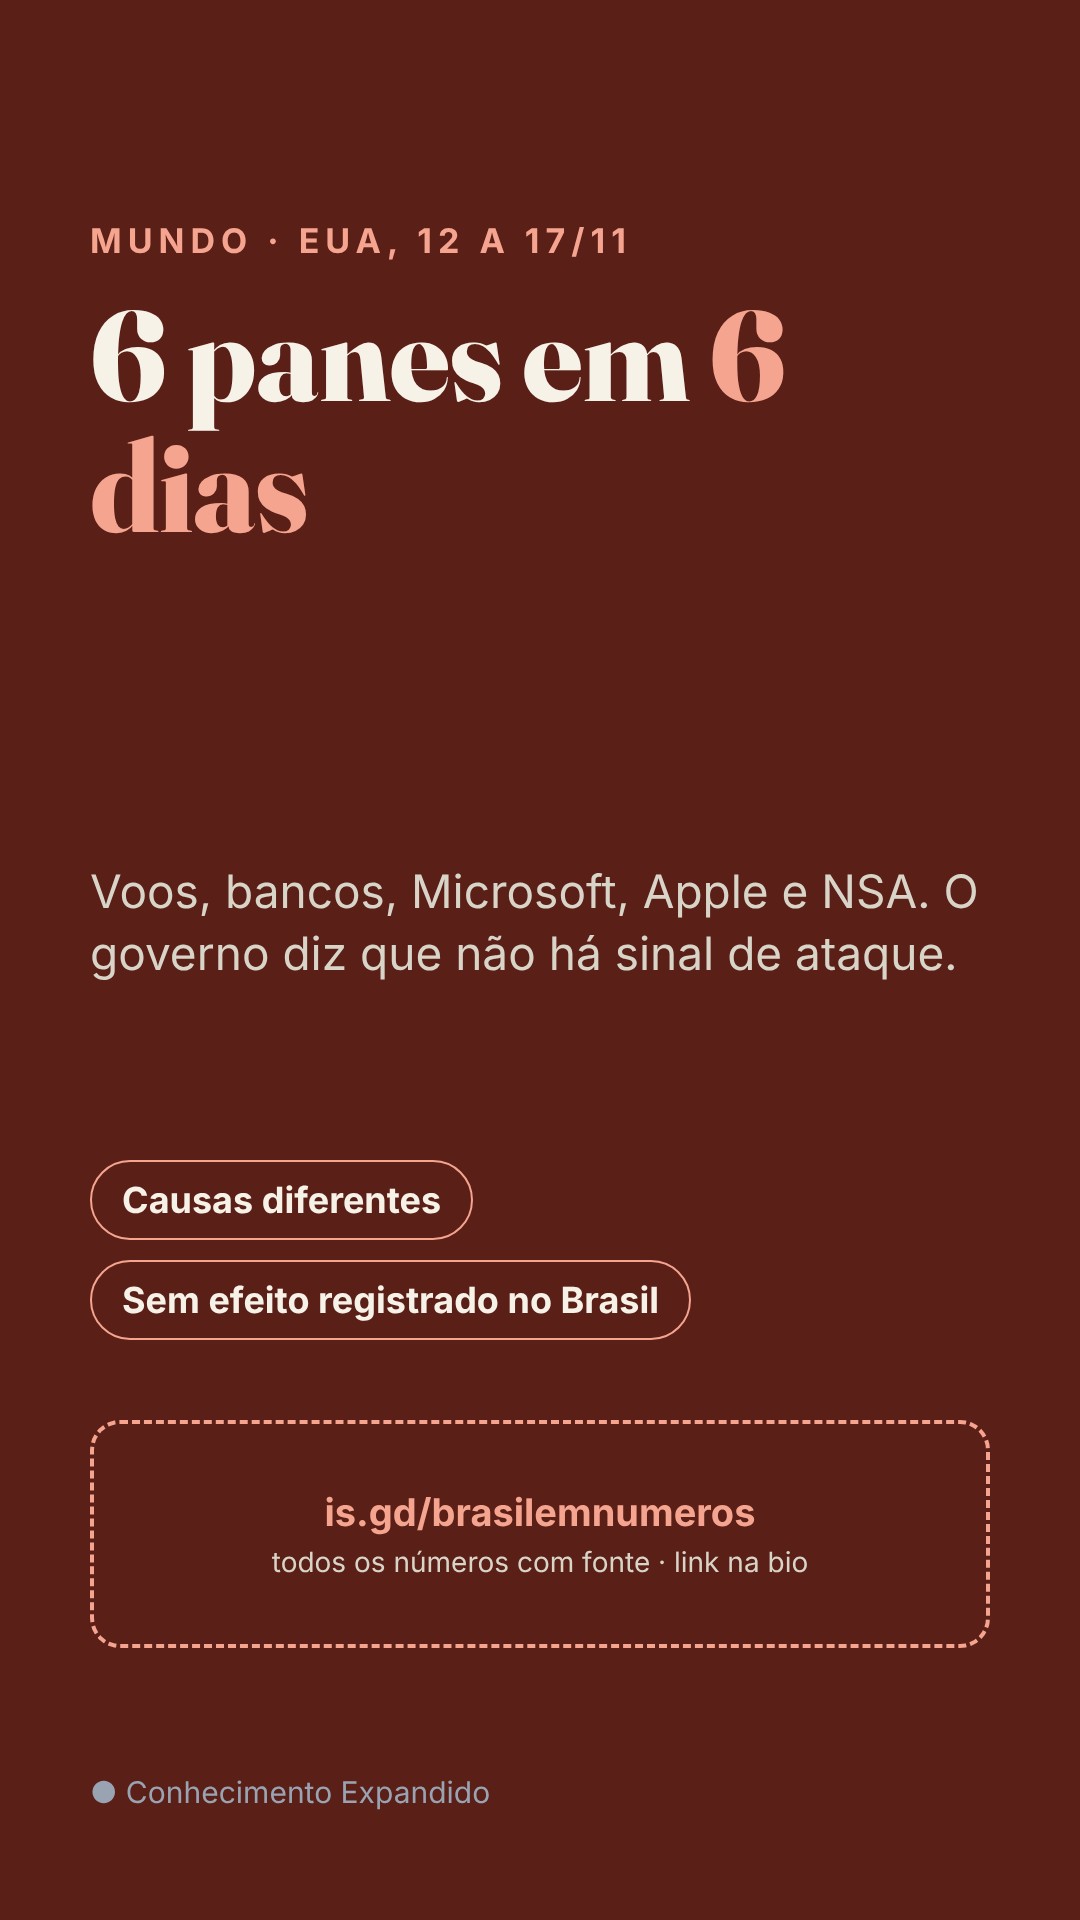 MUNDO · EUA, 12 A 17/11
6 panes em 6
dias
Voos, bancos, Microsoft, Apple e NSA. O
governo diz que não há sinal de ataque.
Causas diferentes
Sem efeito registrado no Brasil
is.gd/brasilemnumeros
todos os números com fonte · link na bio
Conhecimento Expandido